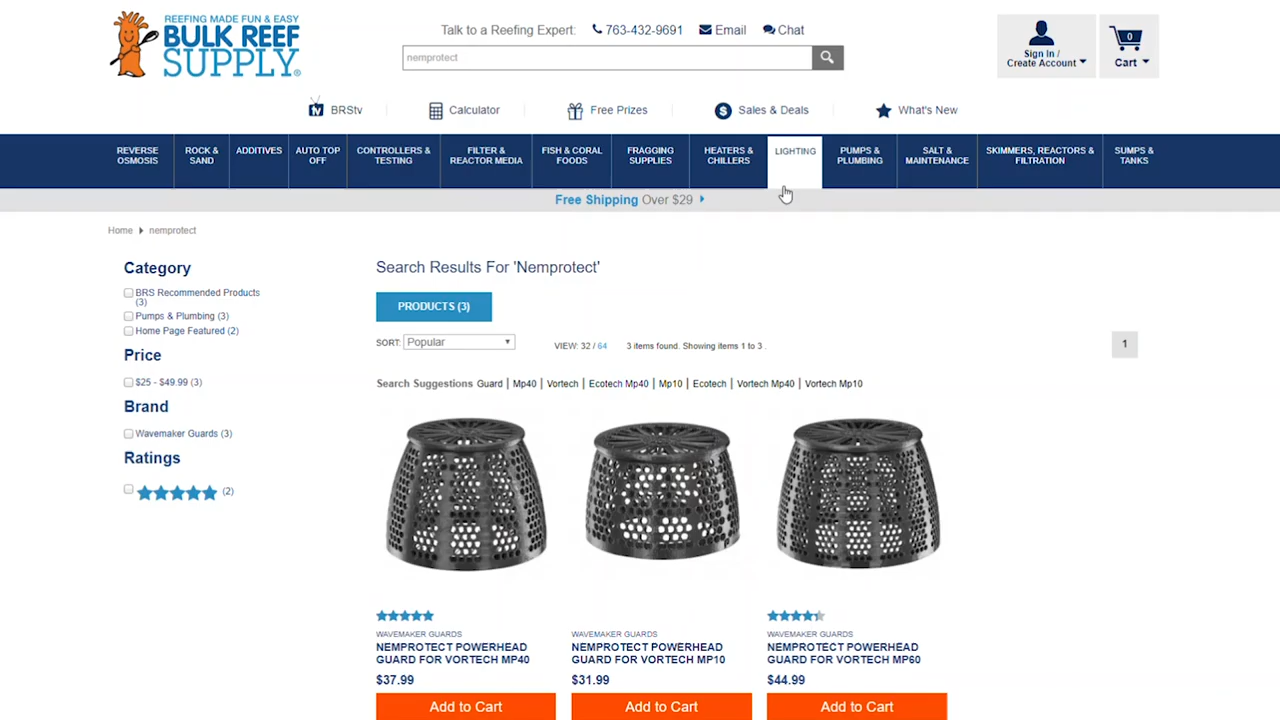 REEFING MADE FUN & EASY
BULK REEF
SUPPLY®
Talk to a Reefing Expert: 763-432-9691 Email Chat
nemprotect
Sign In /
Create Account
0
Cart
tv BRStv
Calculator
Free Prizes
$ Sales & Deals
What's New
REVERSE
OSMOSIS
ROCK &
SAND
ADDITIVES
AUTO TOP
OFF
CONTROLLERS &
TESTING
FILTER &
REACTOR MEDIA
FISH & CORAL
FOODS
FRAGGING
SUPPLIES
HEATERS &
CHILLERS
LIGHTING
PUMPS &
PLUMBING
SALT &
MAINTENANCE
SKIMMERS, REACTORS &
FILTRATION
SUMPS &
TANKS
Free Shipping Over $29
Home nemprotect
Category
BRS Recommended Products
(3)
Pumps & Plumbing (3)
Home Page Featured (2)
Price
$25 - $49.99 (3)
Brand
Wavemaker Guards (3)
Ratings
(2)
Search Results For 'Nemprotect'
PRODUCTS (3)
SORT: Popular
VIEW: 32 / 64
3 items found. Showing items 1 to 3 .
1
Search Suggestions Guard | Mp40 | Vortech | Ecotech Mp40 | Mp10 | Ecotech | Vortech Mp40 | Vortech Mp10
WAVEMAKER GUARDS
NEMPROTECT POWERHEAD
GUARD FOR VORTECH MP40
$37.99
Add to Cart
WAVEMAKER GUARDS
NEMPROTECT POWERHEAD
GUARD FOR VORTECH MP10
$31.99
Add to Cart
WAVEMAKER GUARDS
NEMPROTECT POWERHEAD
GUARD FOR VORTECH MP60
$44.99
Add to Cart